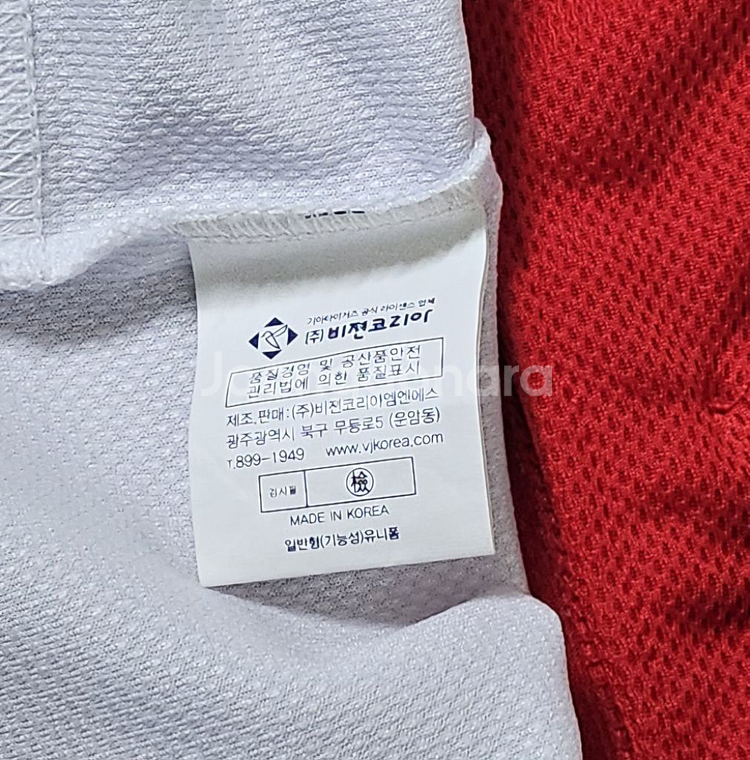 기아타이거즈 공식 라이센스 업체
(주)비젼코리아
품질경영 및 공산품안전
관리법에 의한 품질표시
제조.판매:(주)비진코리아엠엔에스
광주광역시 북구 무등로5 (운암동)
T.899-1949 www.vjkorea.com
검사필 檢
MADE IN KOREA
일반형(기능성)유니폼